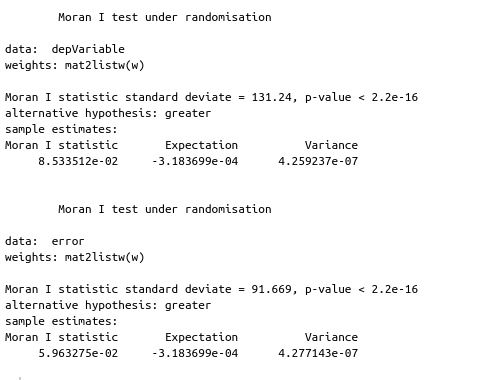 Moran I test under randomisation
data: depVariable
weights: mat2listw(w)
Moran I statistic standard deviate = 131.24, p-value < 2.2e-16
alternative hypothesis: greater
sample estimates:
Moran I statistic Expectation Variance
8.533512e-02 -3.183699e-04 4.259237e-07
Moran I test under randomisation
data: error
weights: mat2listw(w)
Moran I statistic standard deviate = 91.669, p-value < 2.2e-16
alternative hypothesis: greater
sample estimates:
Moran I statistic Expectation Variance
5.963275e-02 -3.183699e-04 4.277143e-07